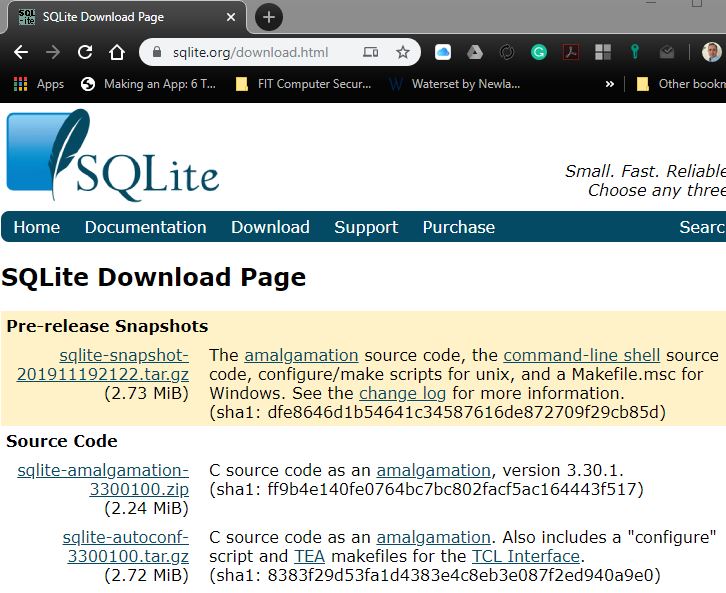 SQLite Download Page
sqlite.org/download.html
Apps Making an App: 6 T... FIT Computer Secur... Waterset by Newla... » Other bookm
SQLite
Small. Fast. Reliable
Choose any three
Home Documentation Download Support Purchase Searc
SQLite Download Page
Pre-release Snapshots
sqlite-snapshot-
201911192122.tar.gz
(2.73 MiB)
The amalgamation source code, the command-line shell source
code, configure/make scripts for unix, and a Makefile.msc for
Windows. See the change log for more information.
(sha1: dfe8646d1b54641c34587616de872709f29cb85d)
Source Code
sqlite-amalgamation-
3300100.zip
(2.24 MiB)
C source code as an amalgamation, version 3.30.1.
(sha1: ff9b4e140fe0764bc7bc802facf5ac164443f517)
sqlite-autoconf-
3300100.tar.gz
(2.72 MiB)
C source code as an amalgamation. Also includes a "configure"
script and TEA makefiles for the TCL Interface.
(sha1: 8383f29d53fa1d4383e4c8eb3e087f2ed940a9e0)